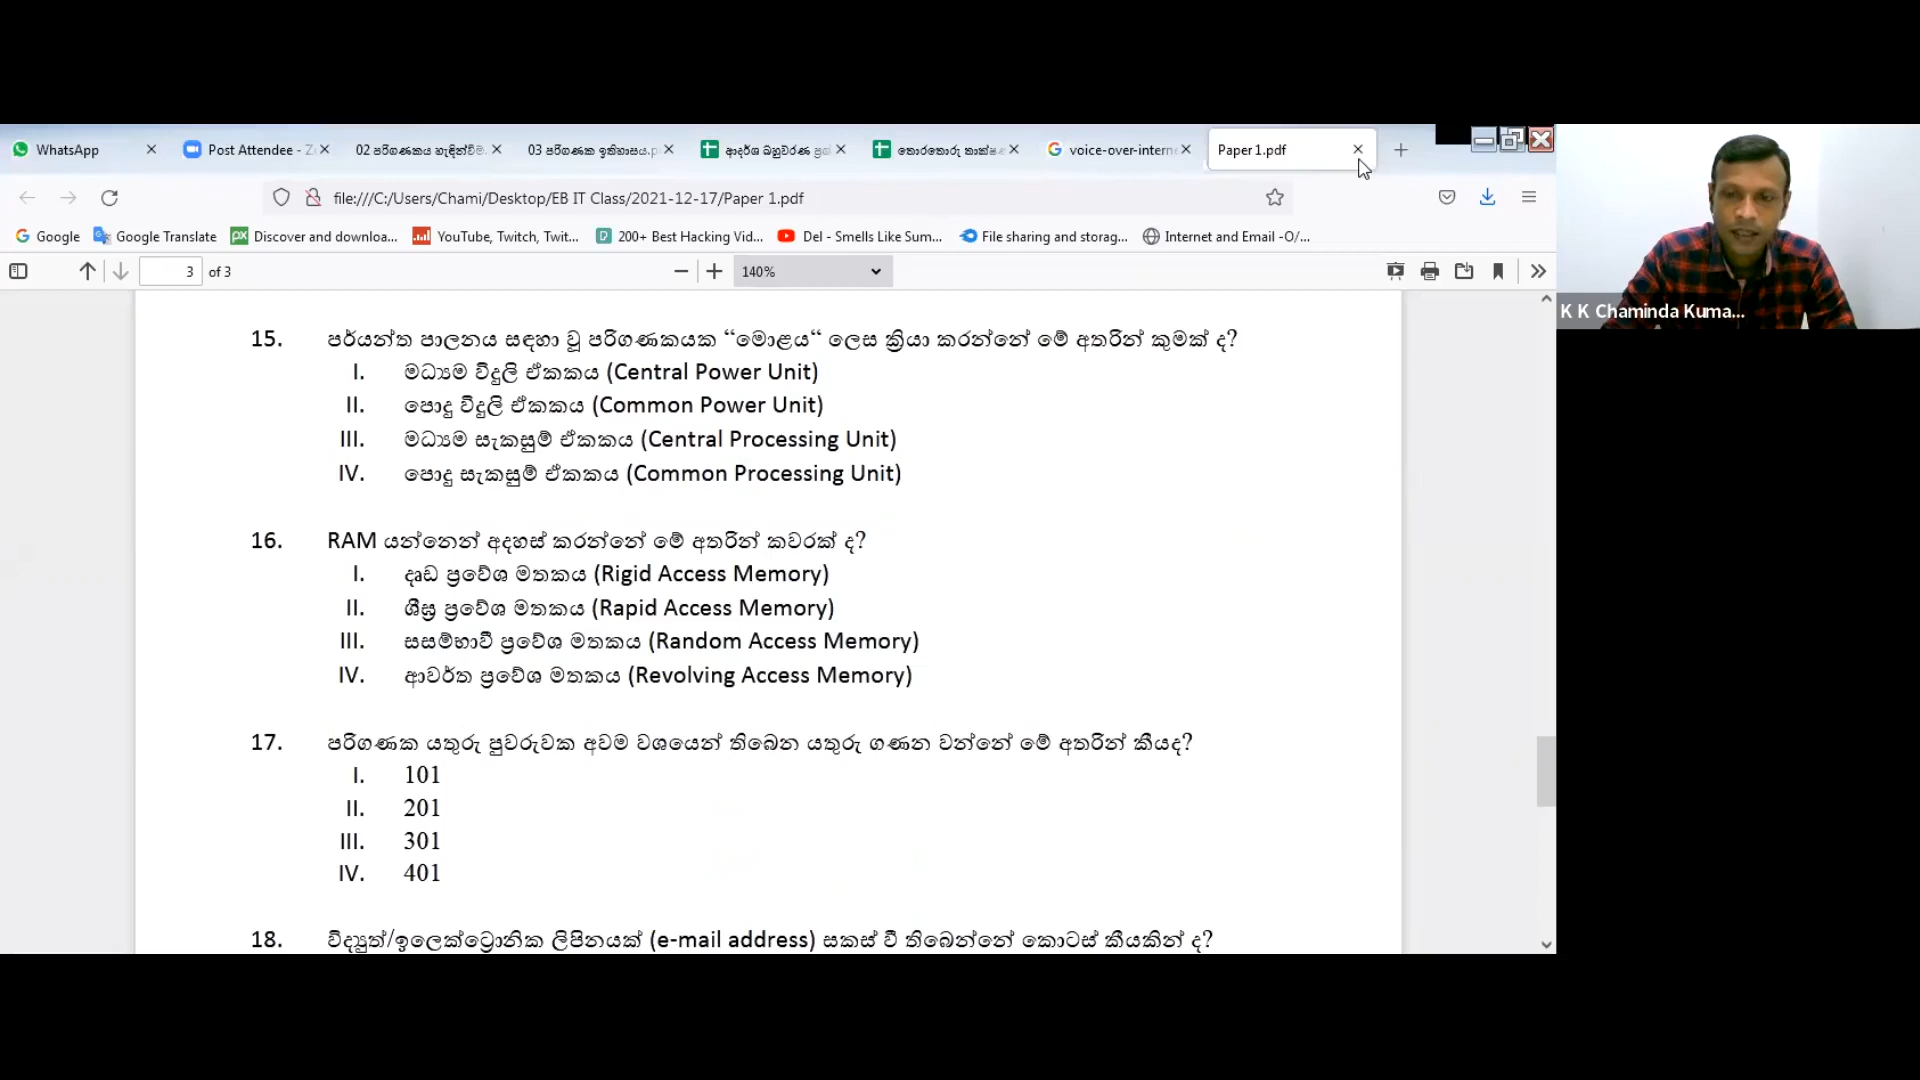 WhatsApp
Post Attendee - Z
02 පරිගණකය හැඳින්වීම.
03 පරිගණක ඉතිහාසය.p
ආදර්ශ බහුවරණ ප්‍රශ්
තොරතොරු තාක්ෂණ
voice-over-intern
Paper 1.pdf
file:///C:/Users/Chami/Desktop/EB IT Class/2021-12-17/Paper 1.pdf
Google Google Translate Discover and downloa... YouTube, Twitch, Twit... 200+ Best Hacking Vid... Del - Smells Like Sum... File sharing and storag... Internet and Email -O/...
3 of 3 140%
K K Chaminda Kuma...
15. පර්යන්ත පාලනය සඳහා වූ පරිගණකයක “මොළය“ ලෙස ක්‍රියා කරන්නේ මේ අතරින් කුමක් ද?
I. මධ්‍යම විදුලි ඒකකය (Central Power Unit)
II. පොදු විදුලි ඒකකය (Common Power Unit)
III. මධ්‍යම සැකසුම් ඒකකය (Central Processing Unit)
IV. පොදු සැකසුම් ඒකකය (Common Processing Unit)
16. RAM යන්නෙන් අදහස් කරන්නේ මේ අතරින් කවරක් ද?
I. දෘඩ ප්‍රවේශ මතකය (Rigid Access Memory)
II. ශීඝ්‍ර ප්‍රවේශ මතකය (Rapid Access Memory)
III. සසම්භාවී ප්‍රවේශ මතකය (Random Access Memory)
IV. ආවර්ත ප්‍රවේශ මතකය (Revolving Access Memory)
17. පරිගණක යතුරු පුවරුවක අවම වශයෙන් තිබෙන යතුරු ගණන වන්නේ මේ අතරින් කීයද?
I. 101
II. 201
III. 301
IV. 401
18. විද්‍යුත්/ඉලෙක්ට්‍රොනික ලිපිනයක් (e-mail address) සකස් වී තිබෙන්නේ කොටස් කීයකින් ද?